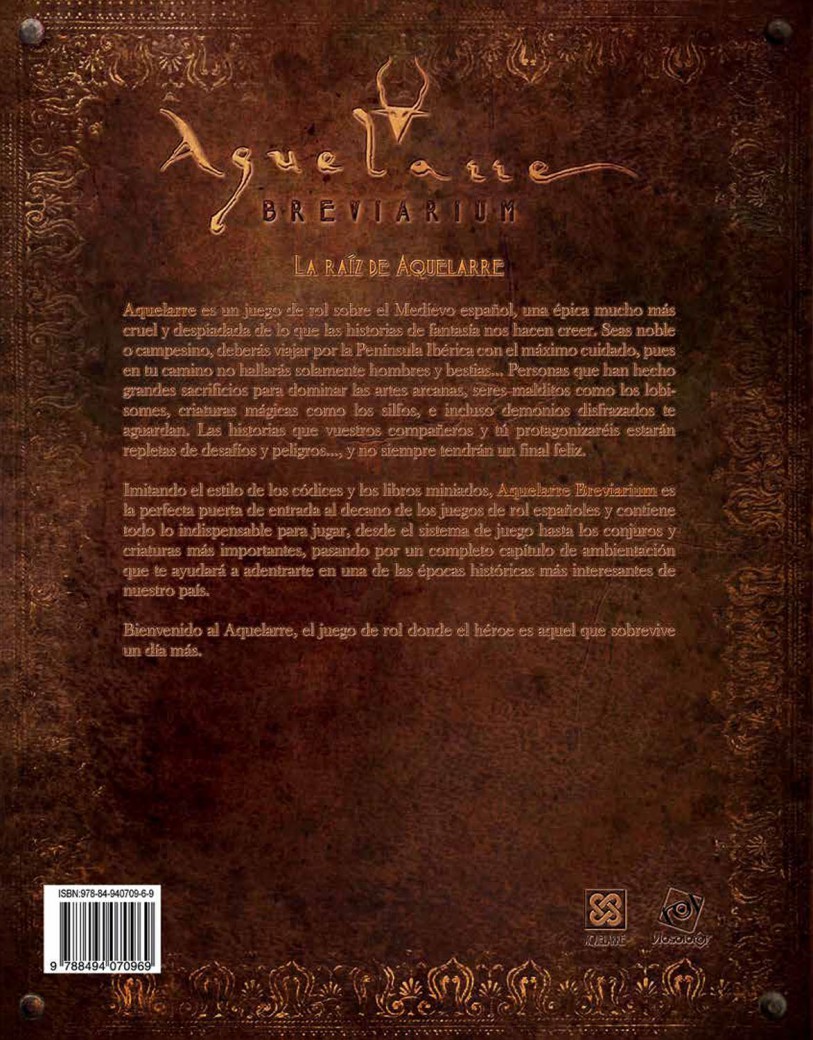 Aquelarre
BREVIARIUM
LA RAÍZ DE AQUELARRE
Aquelarre es un juego de rol sobre el Medievo español, una épica mucho más
cruel y despiadada de lo que las historias de fantasía nos hacen creer. Seas noble
o campesino, deberás viajar por la Península Ibérica con el máximo cuidado, pues
en tu camino no hallarás solamente hombres y bestias... Personas que han hecho
grandes sacrificios para dominar las artes arcanas, seres malditos como los lobi-
somes, criaturas mágicas como los silfos, e incluso demonios disfrazados te
aguardan. Las historias que vuestros compañeros y tú protagonizaréis estarán
repletas de desafíos y peligros..., y no siempre tendrán un final feliz.
Imitando el estilo de los códices y los libros miniados, Aquelarre Breviarium es
la perfecta puerta de entrada al decano de los juegos de rol españoles y contiene
todo lo indispensable para jugar, desde el sistema de juego hasta los conjuros y
criaturas más importantes, pasando por un completo capítulo de ambientación
que te ayudará a adentrarte en una de las épocas históricas más interesantes de
nuestro país.
Bienvenido al Aquelarre, el juego de rol donde el héroe es aquel que sobrevive
un día más.
ISBN:978-84-940709-6-9
9 788494 070969
AQUELARRE